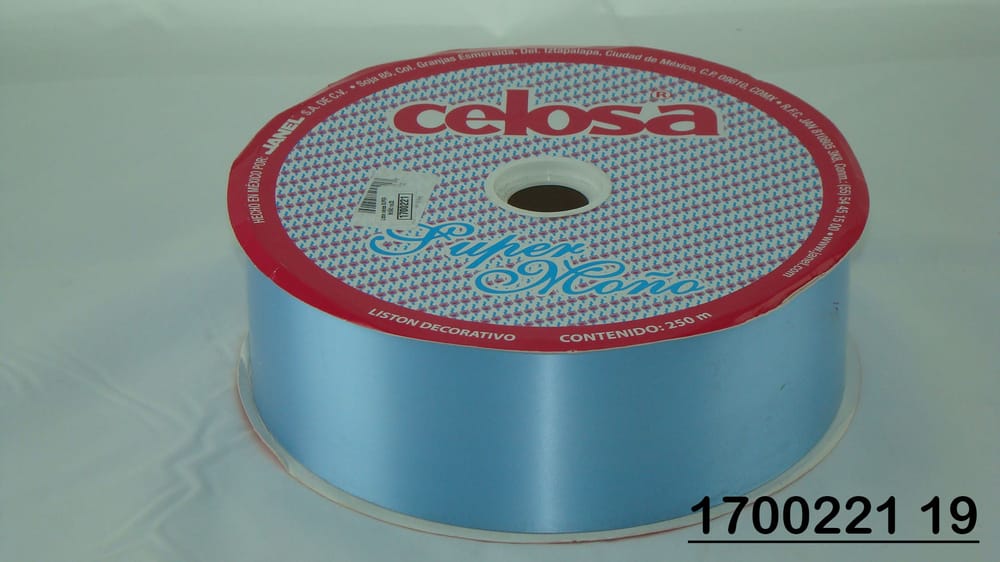 HECHO EN MÉXICO POR: JANEL S.A. DE C.V. • Soja 85, Col. Granjas Esmeralda, Del. Iztapalapa, Ciudad de México, C.P. 09810, CDMX • R.F.C. JAN 810805 3K8, Conm.: (55) 54 45 15 00 • www.janel.com
celosa®
1700221
Super
Moño
LISTON DECORATIVO CONTENIDO: 250 m
1700221 19